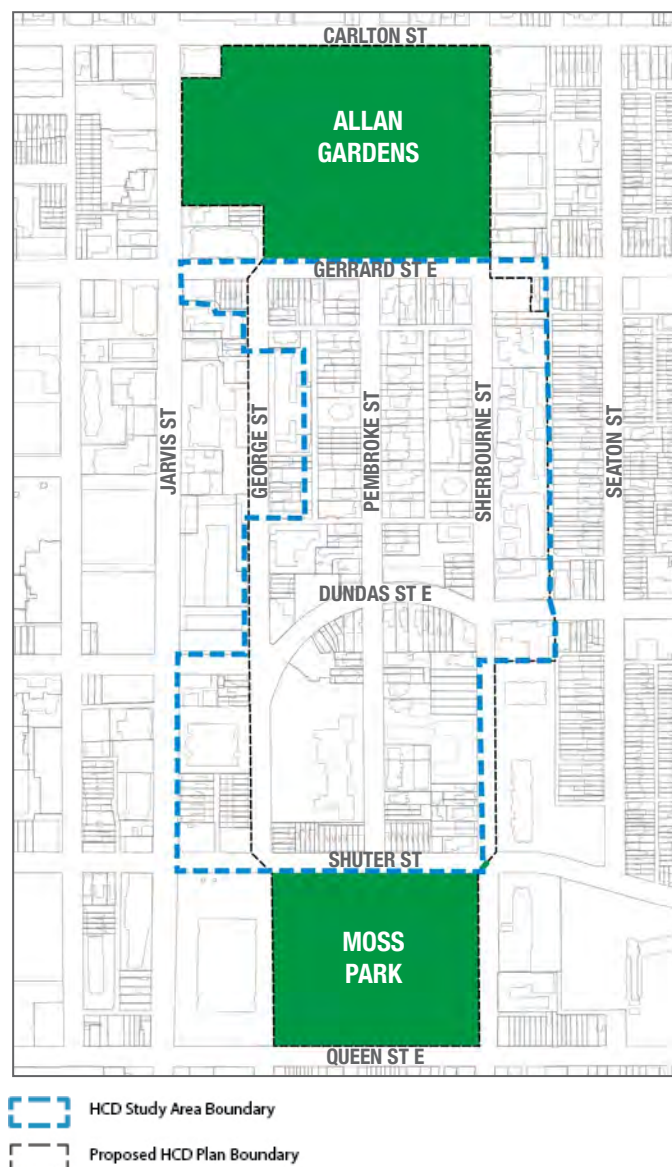 CARLTON ST
ALLAN
GARDENS
GERRARD ST E
JARVIS ST
GEORGE ST
PEMBROKE ST
SHERBOURNE ST
SEATON ST
DUNDAS ST E
SHUTER ST
MOSS
PARK
QUEEN ST E
HCD Study Area Boundary
Proposed HCD Plan Boundary